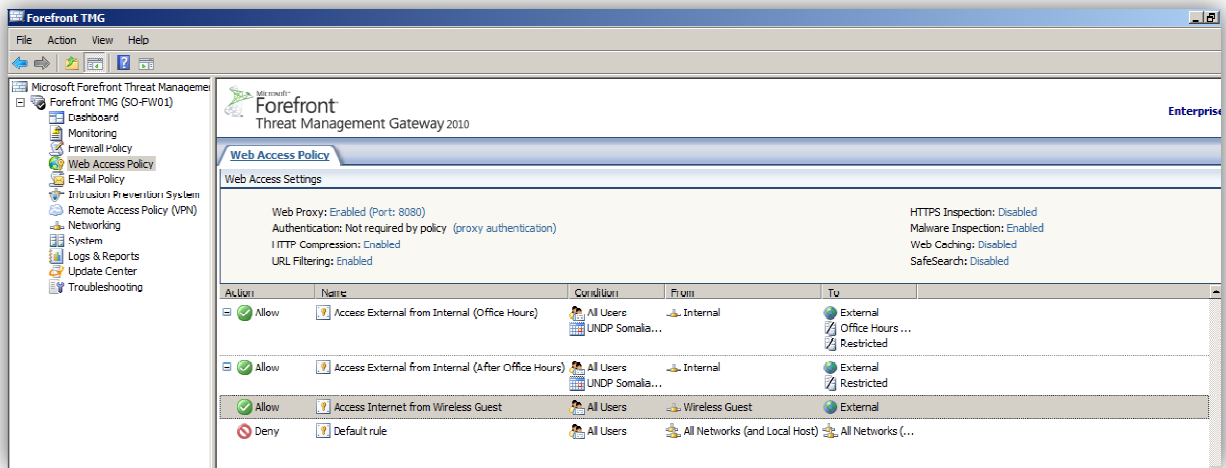 Forefront TMG
File Action View Help
Microsoft Forefront Threat Managemen
Forefront TMG (SO-FW01)
Dashboard
Monitoring
Firewall Policy
Web Access Policy
E-Mail Policy
Intrusion Prevention System
Remote Access Policy (VPN)
Networking
System
Logs & Reports
Update Center
Troubleshooting
Microsoft
Forefront
Threat Management Gateway 2010
Enterprise
Web Access Policy
Web Access Settings
Web Proxy: Enabled (Port: 8080)
Authentication: Not required by policy (proxy authentication)
HTTP Compression: Enabled
URL Filtering: Enabled
HTTPS Inspection: Disabled
Malware Inspection: Enabled
Web Caching: Disabled
SafeSearch: Disabled
Action Name Condition From To
Allow Access External from Internal (Office Hours) All Users Internal External
UNDP Somalia... Office Hours ...
Restricted
Allow Access External from Internal (After Office Hours) All Users Internal External
UNDP Somalia... Restricted
Allow Access Internet from Wireless Guest All Users Wireless Guest External
Deny Default rule All Users All Networks (and Local Host) All Networks (...